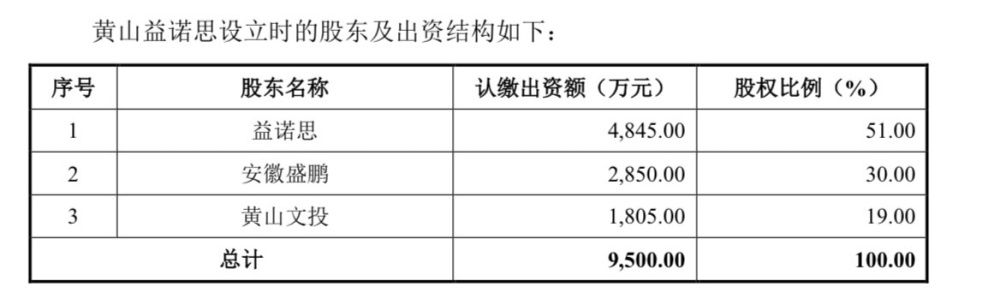 黄山益诺思设立时的股东及出资结构如下：
序号 股东名称 认缴出资额（万元） 股权比例（%）
1 益诺思 4,845.00 51.00
2 安徽盛鹏 2,850.00 30.00
3 黄山文投 1,805.00 19.00
总计 9,500.00 100.00